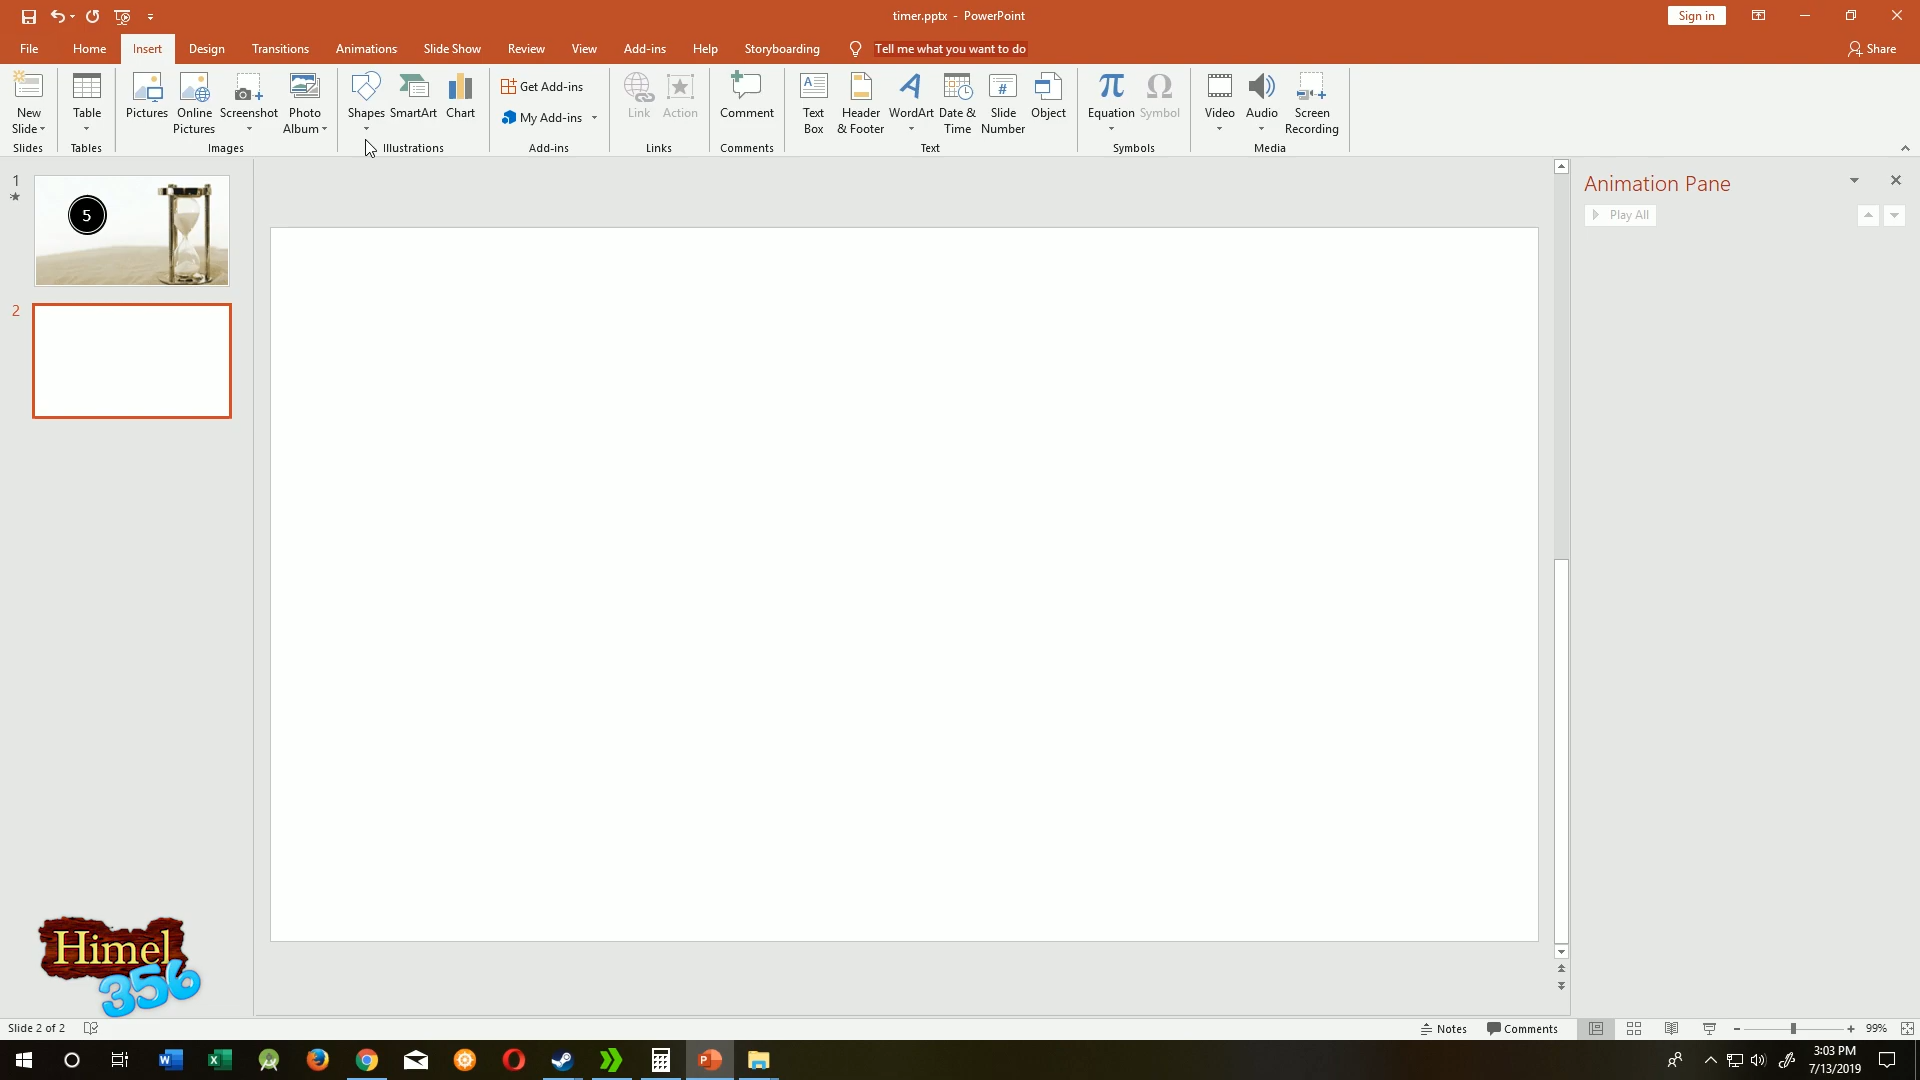 timer.pptx - PowerPoint
Sign in
File Home Insert Design Transitions Animations Slide Show Review View Add-ins Help Storyboarding Tell me what you want to do Share
New Slide
Table
Pictures
Online Pictures
Screenshot
Photo Album
Shapes
SmartArt
Chart
Get Add-ins
My Add-ins
Link
Action
Comment
Text Box
Header & Footer
WordArt
Date & Time
Slide Number
Object
Equation
Symbol
Video
Audio
Screen Recording
Slides Tables Images Illustrations Add-ins Links Comments Text Symbols Media
1
5
2
Animation Pane
Play All
Himel
356
Slide 2 of 2
Notes
Comments
99%
3:03 PM
7/13/2019